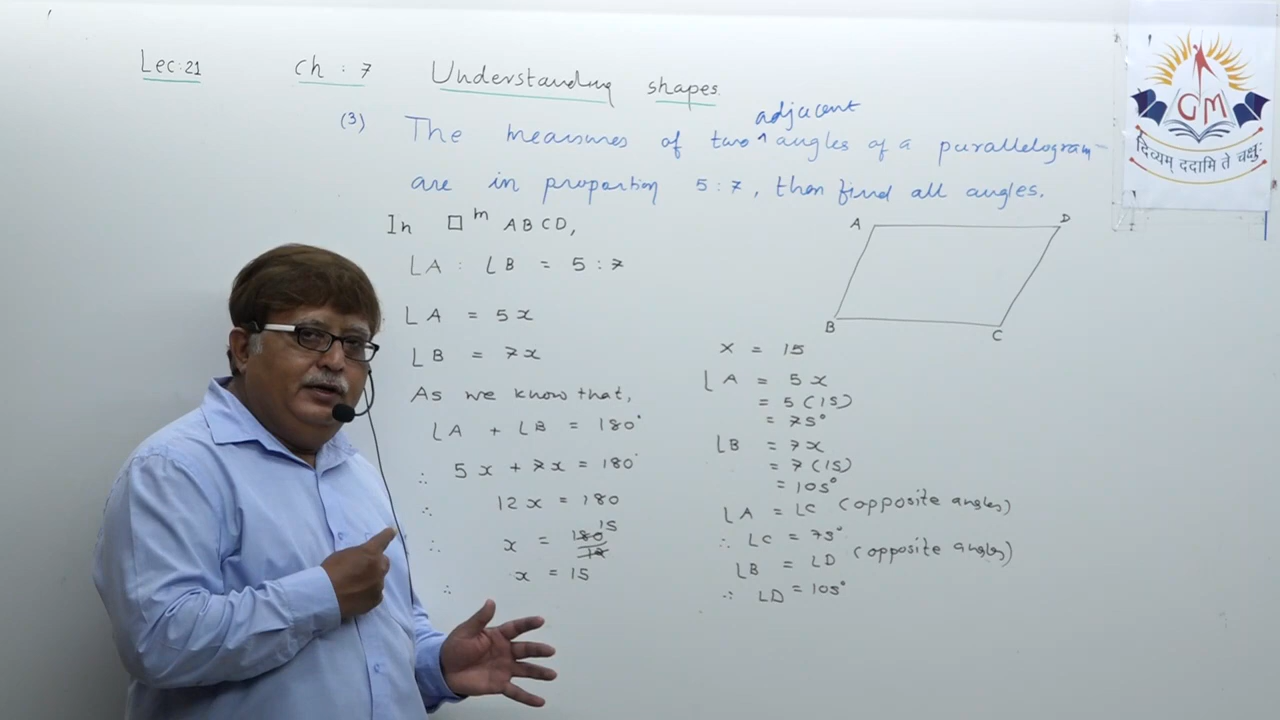 Lec:21 ch : 7 Understanding shapes
(3) The measures of two adjacent angles of a parallelogram
are in proportion 5:7, then find all angles.
In □m ABCD,
∠A : ∠B = 5:7
∠A = 5x
∠B = 7x
As we know that,
∠A + ∠B = 180°
∴ 5x + 7x = 180°
∴ 12x = 180
∴ x = 180/12 15
∴ x = 15
A D
B C
x = 15
∠A = 5x
= 5(15)
= 75°
∠B = 7x
= 7(15)
= 105°
∠A = ∠C (opposite angles)
∴ ∠C = 75°
∠B = ∠D (opposite angles)
∴ ∠D = 105°
GM
दिव्यम् ददामि ते चक्षुः